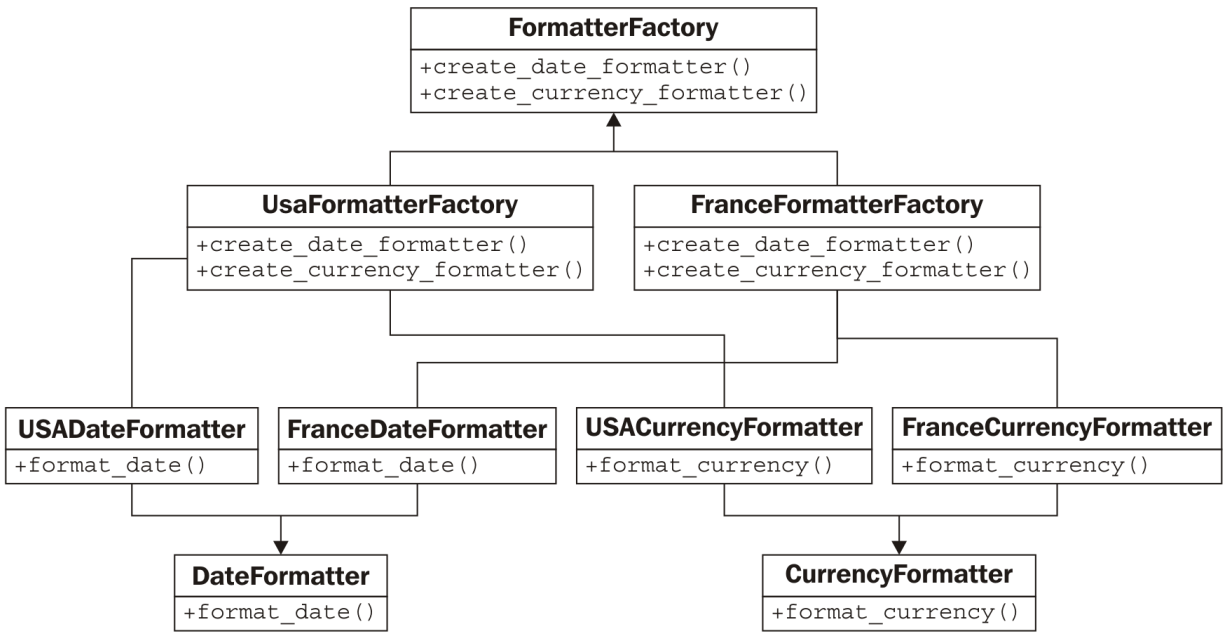 FormatterFactory
+create_date_formatter()
+create_currency_formatter()
UsaFormatterFactory
+create_date_formatter()
+create_currency_formatter()
FranceFormatterFactory
+create_date_formatter()
+create_currency_formatter()
USADateFormatter
+format_date()
FranceDateFormatter
+format_date()
USACurrencyFormatter
+format_currency()
FranceCurrencyFormatter
+format_currency()
DateFormatter
+format_date()
CurrencyFormatter
+format_currency()